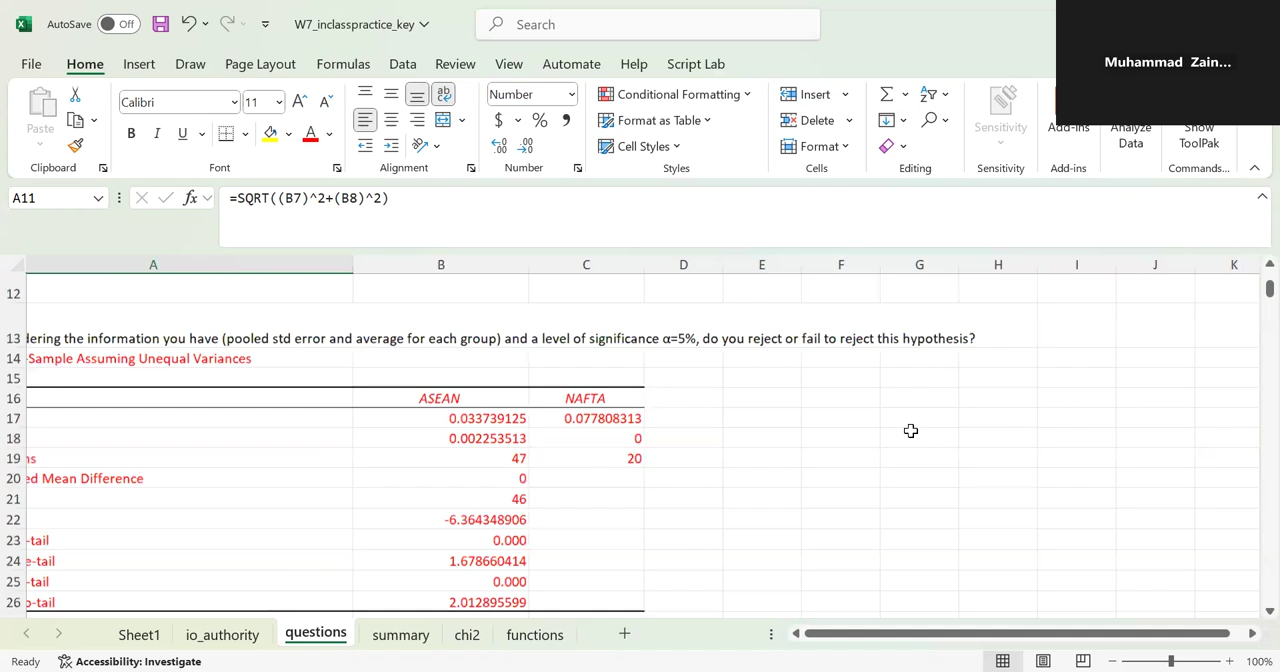 AutoSave Off W7_inclasspractice_key Search
Muhammad Zain...
File Home Insert Draw Page Layout Formulas Data Review View Automate Help Script Lab
Calibri 11 Number Conditional Formatting Insert
Paste Format as Table Delete Sensitivity Add-ins Analyze Data Show ToolPak
Cell Styles Format
Clipboard Font Alignment Number Styles Cells Editing Sensitivity Add-ins Commands...
A11 fx =SQRT((B7)^2+(B8)^2)
A B C D E F G H I J K
12
13 dering the information you have (pooled std error and average for each group) and a level of significance α=5%, do you reject or fail to reject this hypothesis?
14 -Sample Assuming Unequal Variances
15
16 ASEAN NAFTA
17 0.033739125 0.077808313
18 0.002253513 0
19 ns 47 20
20 ed Mean Difference 0
21 46
22 -6.364348906
23 -tail 0.000
24 e-tail 1.678660414
25 -tail 0.000
26 o-tail 2.012895599
Sheet1 io_authority questions summary chi2 functions
Ready Accessibility: Investigate 100%